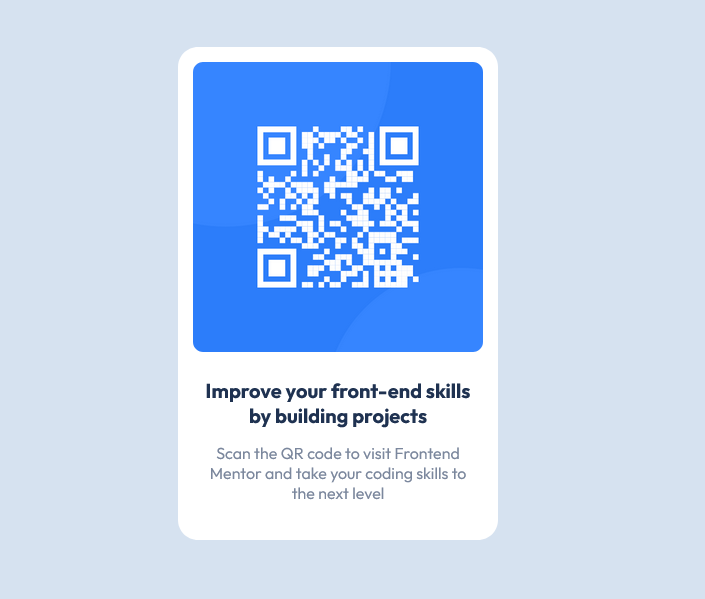 Improve your front-end skills
by building projects
Scan the QR code to visit Frontend
Mentor and take your coding skills to
the next level